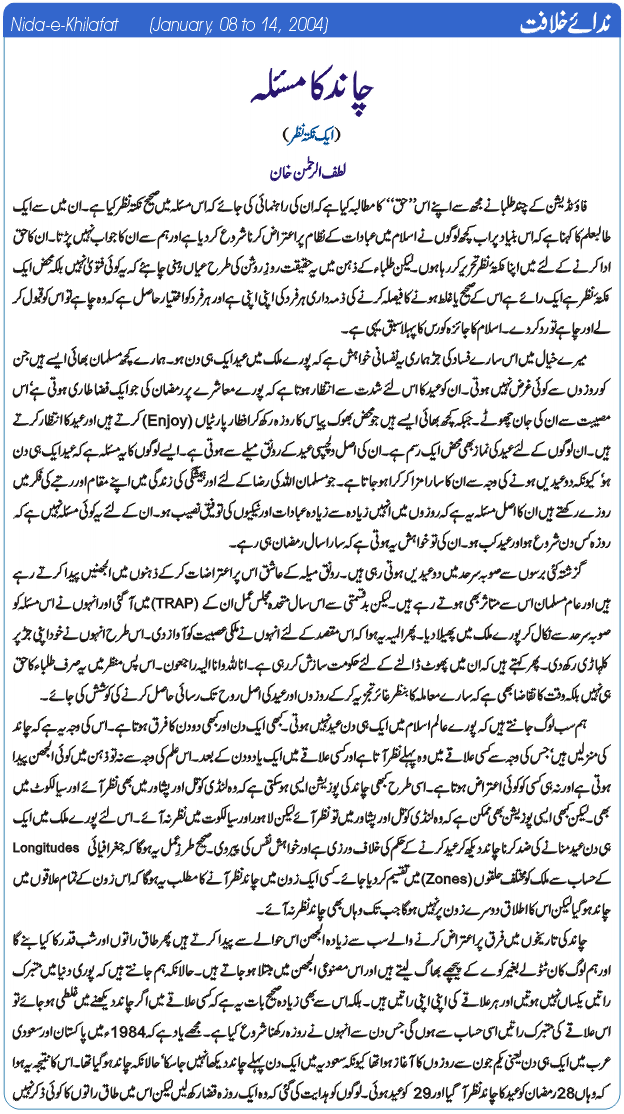 Nida-e-Khilafat (January, 08 to 14, 2004) ندائے خلافت
چاند کا مسئلہ
(ایک نکتۂ نظر)
لطف الرحمٰن خان
فاؤنڈیشن کے چند طلبا نے مجھ سے اپنے اس ”حق“ کا مطالبہ کیا ہے کہ ان کی راہنمائی کی جائے کہ اس مسئلہ میں صحیح نکتۂ نظر کیا ہے۔ ان میں سے ایک
طالبعلم کا کہنا ہے کہ اس بنیاد پر اب کچھ لوگوں نے اسلام میں عبادات کے نظام پر اعتراض کرنا شروع کر دیا ہے اور ہم سے ان کا جواب نہیں پڑتا۔ ان کا حق
ادا کرنے کے لئے میں اپنا نکتۂ نظر تحریر کر رہا ہوں۔ لیکن طلباء کے ذہن میں یہ حقیقت روزِ روشن کی طرح عیاں رہنی چاہئے کہ یہ کوئی فتویٰ نہیں بلکہ محض ایک
نکتۂ نظر ہے ایک رائے ہے اس کے صحیح یا غلط ہونے کا فیصلہ کرنے کی ذمہ داری ہر فرد کی اپنی اپنی ہے اور ہر فرد کو اختیار حاصل ہے کہ وہ چاہے تو اس کو قبول کر
لے اور چاہے تو رد کر دے۔ اسلام کا جائزہ کورس کا پہلا سبق یہی ہے۔
میرے خیال میں اس سارے فساد کی جڑ ہماری یہ نفسانی خواہش ہے کہ پورے ملک میں عید ایک ہی دن ہو۔ ہمارے کچھ مسلمان بھائی ایسے ہیں جن
کو روزوں سے کوئی غرض نہیں ہوتی۔ ان کو عید کا اس لئے شدت سے انتظار ہوتا ہے کہ پورے معاشرے پر رمضان کی جو ایک فضا طاری ہوتی ہے‘ اس
مصیبت سے ان کی جان چھوٹے۔ جبکہ کچھ بھائی ایسے ہیں جو محض بھوک پیاس کا روزہ رکھ کر افطار پارٹیاں (Enjoy) کرتے ہیں اور عید کا انتظار کرتے
ہیں۔ ان لوگوں کے لئے عید کی نماز بھی محض ایک رسم ہے۔ ان کی اصل دلچسپی عید کے رونق میلے سے ہوتی ہے۔ ایسے لوگوں کا یہ مسئلہ ہے کہ عید ایک ہی دن
ہو‘ کیونکہ دو عیدیں ہونے کی وجہ سے ان کا سارا مزا کرکرا ہو جاتا ہے۔ جو مسلمان اللہ کی رضا کے لئے اور ہمیشگی کی زندگی میں اپنے مقام اور رتبے کی فکر میں
روزے رکھتے ہیں ان کا اصل مسئلہ یہ ہے کہ روزوں میں انہیں زیادہ سے زیادہ عبادات اور نیکیوں کی توفیق نصیب ہو۔ ان کے لئے یہ کوئی مسئلہ نہیں ہے کہ
روزہ کس دن شروع ہو اور عید کب ہو۔ ان کی تو خواہش یہ ہوتی ہے کہ سارا سال رمضان ہی رہے۔
گزشتہ کئی برسوں سے صوبہ سرحد میں دو عیدیں ہوتی رہی ہیں۔ رونق میلہ کے عاشق اس پر اعتراضات کر کے ذہنوں میں الجھنیں پیدا کرتے رہے
ہیں اور عام مسلمان اس سے متاثر بھی ہوتے رہے ہیں۔ لیکن بدقسمتی سے اس سال متحدہ مجلس عمل ان کے (TRAP) میں آ گئی اور انہوں نے اس مسئلہ کو
صوبہ سرحد سے نکال کر پورے ملک میں پھیلا دیا۔ پھر المیہ یہ ہوا کہ اس مقصد کے لئے انہوں نے ملکی عصبیت کو آواز دی۔ اس طرح انہوں نے خود اپنی جڑ پر
کلہاڑی رکھ دی۔ پھر کہتے ہیں کہ ان میں پھوٹ ڈالنے کے لئے حکومت سازش کر رہی ہے۔ انا للہ وانا الیہ راجعون۔ اس پس منظر میں یہ صرف طلباء کا حق
ہی نہیں بلکہ وقت کا تقاضا بھی ہے کہ سارے معاملہ کا بنظر غائر تجزیہ کر کے روزوں اور عید کی اصل روح تک رسائی حاصل کرنے کی کوشش کی جائے۔
ہم سب لوگ جانتے ہیں کہ پورے عالم اسلام میں ایک ہی دن عید نہیں ہوتی۔ کبھی ایک دن اور کبھی دو دن کا فرق ہوتا ہے۔ اس کی وجہ یہ ہے کہ چاند
کی منزلیں ہیں‘ جس کی وجہ سے کسی علاقے میں وہ پہلے نظر آتا ہے اور کسی علاقے میں ایک یا دو دن کے بعد۔ اس علم کی وجہ سے نہ تو ذہن میں کوئی الجھن پیدا
ہوتی ہے اور نہ ہی کسی کو کوئی اعتراض ہوتا ہے۔ اسی طرح کبھی چاند کی پوزیشن ایسی ہو سکتی ہے کہ وہ لنڈی کوتل اور پشاور میں بھی نظر آئے اور سیالکوٹ میں
بھی۔ لیکن کبھی ایسی پوزیشن بھی ممکن ہے کہ وہ لنڈی کوتل اور پشاور میں تو نظر آئے لیکن لاہور اور سیالکوٹ میں نظر نہ آئے۔ اس لئے پورے ملک میں ایک
ہی دن عید منانے کی ضد کرنا چاند دیکھ کر عید کرنے کے حکم کی خلاف ورزی ہے اور خواہش نفس کی پیروی۔ صحیح طرزِ عمل یہ ہو گا کہ جغرافیائی Longitudes
کے حساب سے ملک کو مختلف حلقوں (Zones) میں تقسیم کر دیا جائے۔ کسی ایک زون میں چاند نظر آنے کا مطلب یہ ہو گا کہ اس زون کے تمام علاقوں میں
چاند ہو گیا لیکن اس کا اطلاق دوسرے زون پر نہیں ہو گا جب تک وہاں بھی چاند نظر نہ آئے۔
چاند کی تاریخوں میں فرق پر اعتراض کرنے والے سب سے زیادہ الجھن اس حوالے سے پیدا کرتے ہیں پھر طاق راتوں اور شب قدر کا کیا بنے گا
اور ہم لوگ کان ٹٹولے بغیر کوے کے پیچھے بھاگ لیتے ہیں اور اس مصنوعی الجھن میں مبتلا ہو جاتے ہیں۔ حالانکہ ہم جانتے ہیں کہ پوری دنیا میں متبرک
راتیں یکساں نہیں ہوتیں اور ہر علاقے کی اپنی اپنی راتیں ہیں۔ بلکہ اس سے بھی زیادہ صحیح بات یہ ہے کہ کسی علاقے میں اگر چاند دیکھنے میں غلطی ہو جائے تو
اس علاقے کی متبرک راتیں اسی حساب سے ہوں گی جس دن سے انہوں نے روزہ رکھنا شروع کیا ہے۔ مجھے یاد ہے کہ 1984ء میں پاکستان اور سعودی
عرب میں ایک ہی دن یعنی یکم جون سے روزوں کا آغاز ہوا تھا کیونکہ سعودیہ میں ایک دن پہلے چاند دیکھا نہیں جا سکا‘ حالانکہ چاند ہو گیا تھا۔ اس کا نتیجہ یہ ہوا
کہ وہاں 28 رمضان کو عید کا چاند نظر آ گیا اور 29 کو عید ہوئی۔ لوگوں کو ہدایت کی گئی کہ وہ ایک روزہ قضا رکھ لیں لیکن اس میں طاق راتوں کا کوئی ذکر نہیں